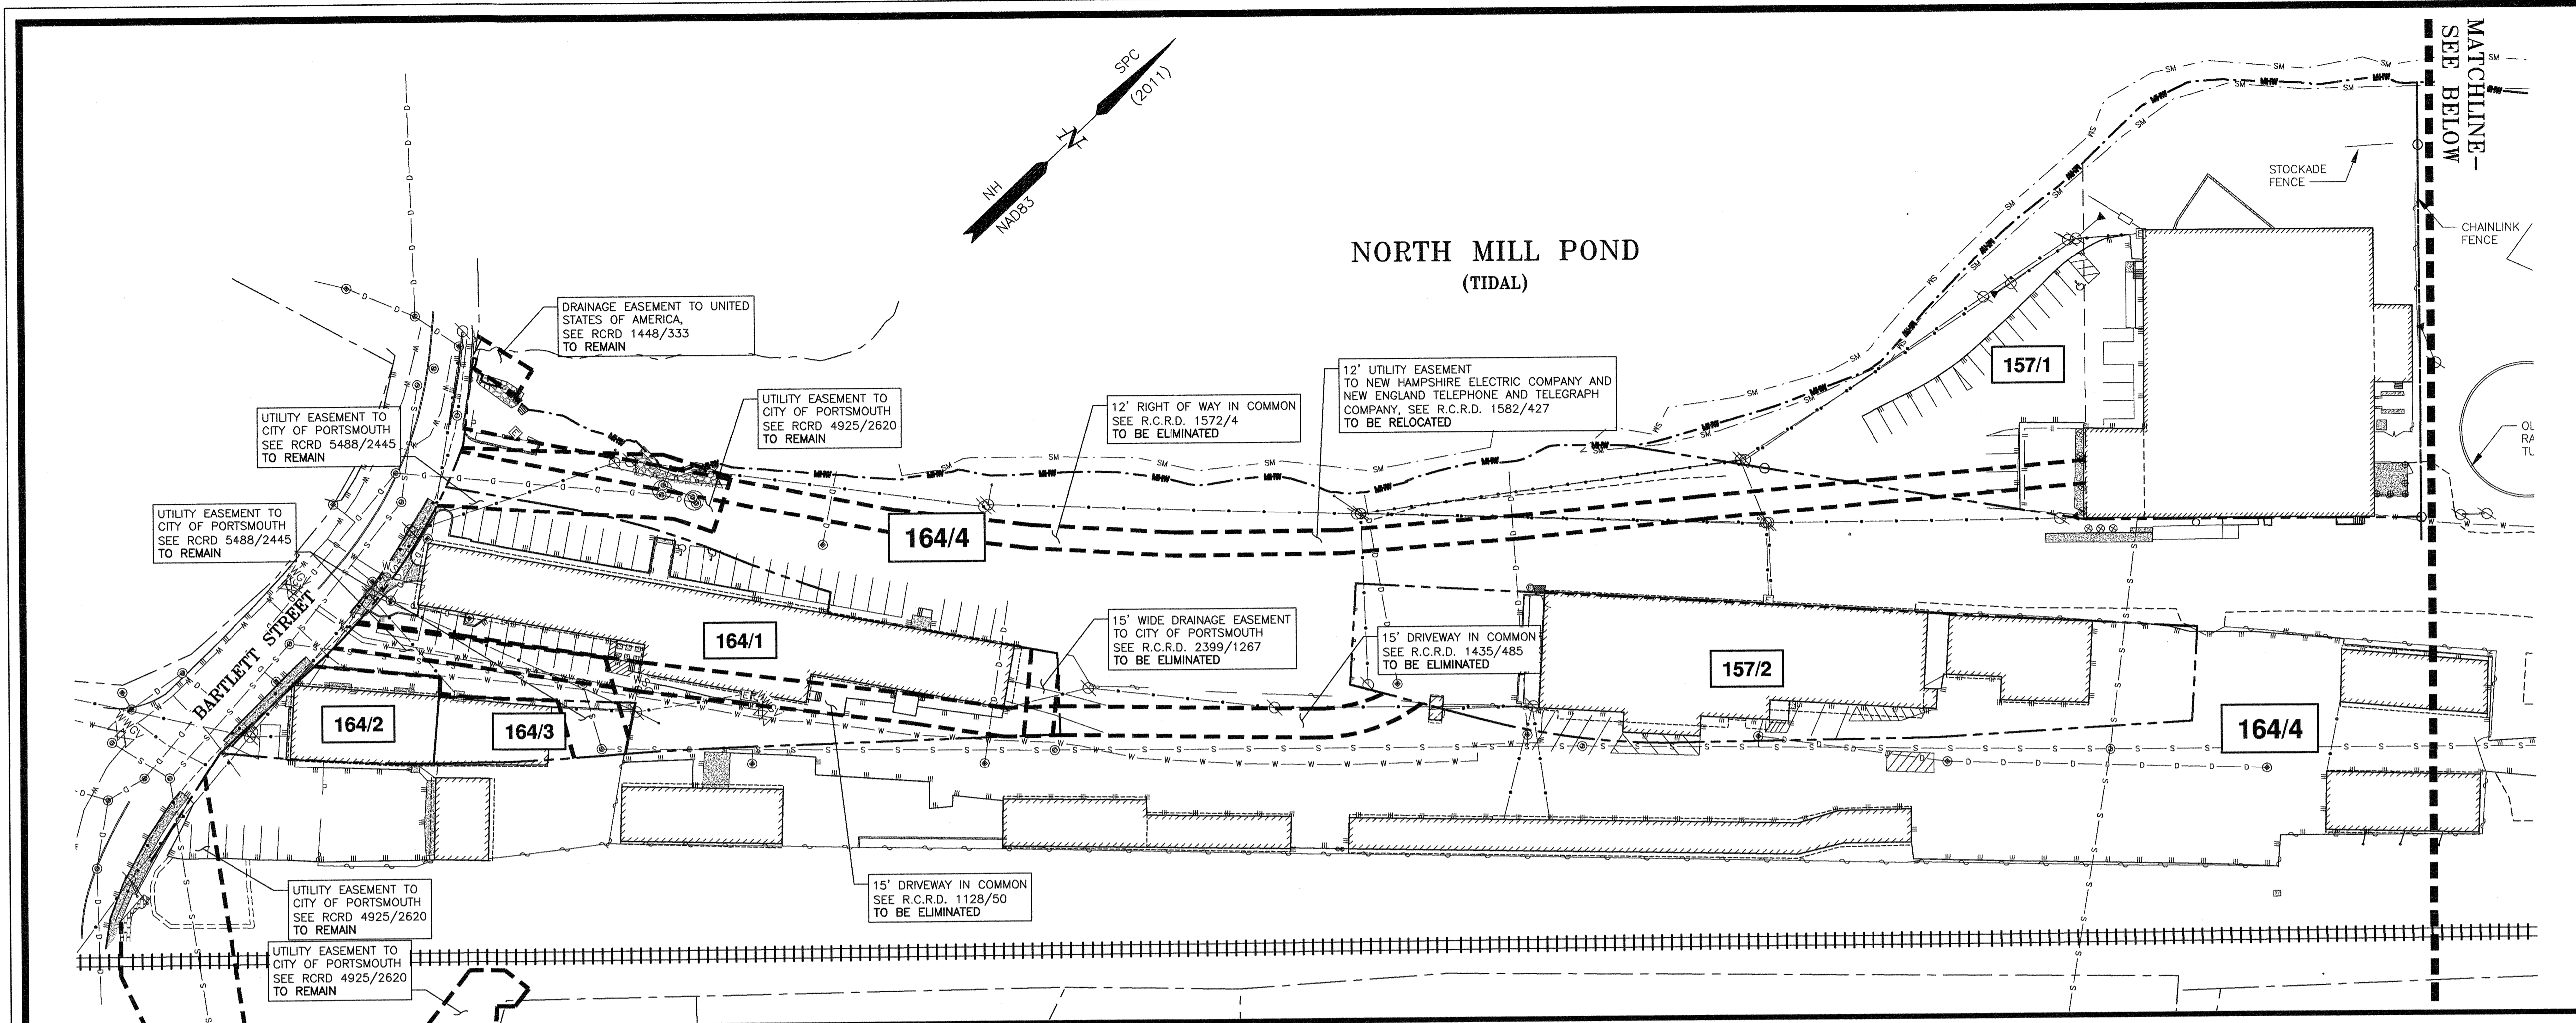 MATCHLINE-
SEE BELOW
SPC
(2011)
N
NH
NAD83
NORTH MILL POND
(TIDAL)
STOCKADE
FENCE
CHAINLINK
FENCE
DRAINAGE EASEMENT TO UNITED
STATES OF AMERICA,
SEE RCRD 1448/333
TO REMAIN
UTILITY EASEMENT TO
CITY OF PORTSMOUTH
SEE RCRD 5488/2445
TO REMAIN
UTILITY EASEMENT TO
CITY OF PORTSMOUTH
SEE RCRD 4925/2620
TO REMAIN
12' RIGHT OF WAY IN COMMON
SEE R.C.R.D. 1572/4
TO BE ELIMINATED
12' UTILITY EASEMENT
TO NEW HAMPSHIRE ELECTRIC COMPANY AND
NEW ENGLAND TELEPHONE AND TELEGRAPH
COMPANY, SEE R.C.R.D. 1582/427
TO BE RELOCATED
157/1
UTILITY EASEMENT TO
CITY OF PORTSMOUTH
SEE RCRD 5488/2445
TO REMAIN
164/4
BARTLETT STREET
164/1
15' WIDE DRAINAGE EASEMENT
TO CITY OF PORTSMOUTH
SEE R.C.R.D. 2399/1267
TO BE ELIMINATED
15' DRIVEWAY IN COMMON
SEE R.C.R.D. 1435/485
TO BE ELIMINATED
157/2
164/2
164/3
164/4
15' DRIVEWAY IN COMMON
SEE R.C.R.D. 1128/50
TO BE ELIMINATED
UTILITY EASEMENT TO
CITY OF PORTSMOUTH
SEE RCRD 4925/2620
TO REMAIN
UTILITY EASEMENT TO
CITY OF PORTSMOUTH
SEE RCRD 4925/2620
TO REMAIN